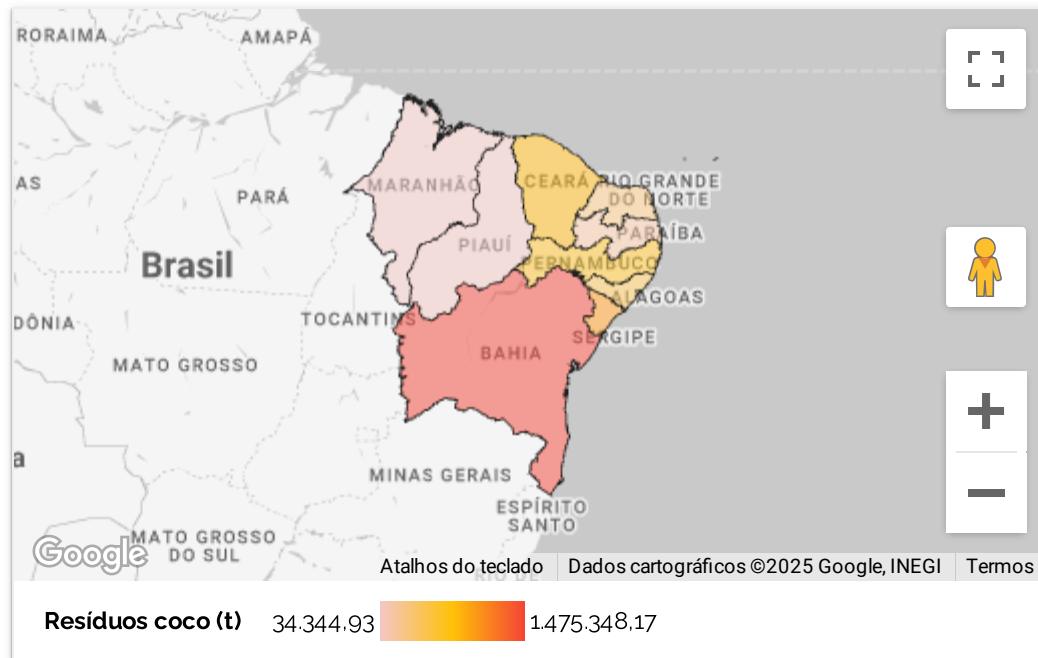 RORAIMA
AMAPÁ
AS
PARÁ
MARANHÃO
CEARÁ
RIO GRANDE
DO NORTE
PARAÍBA
PIAUÍ
PERNAMBUCO
Brasil
ALAGOAS
TOCANTINS
DÔNIA
SERGIPE
BAHIA
MATO GROSSO
a
MINAS GERAIS
ESPÍRITO
SANTO
MATO GROSSO
DO SUL
Google
RIO DE
Atalhos do teclado
Dados cartográficos ©2025 Google, INEGI
Termos
Resíduos coco (t) 34.344,93 1.475.348,17